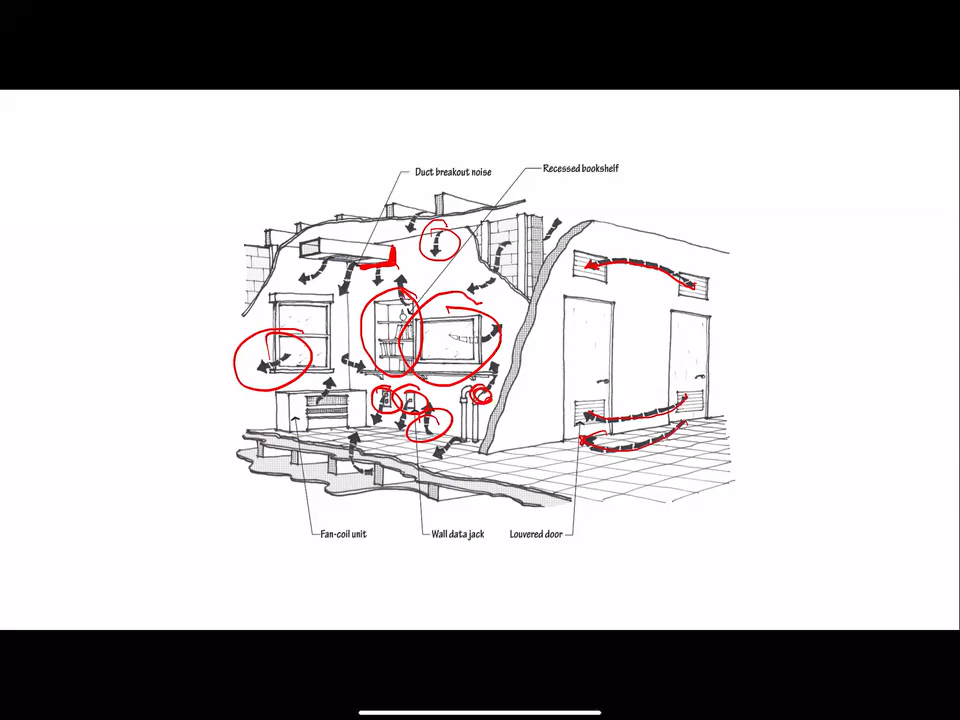 Duct breakout noise
Recessed bookshelf
Fan-coil unit
Wall data jack
Louvered door